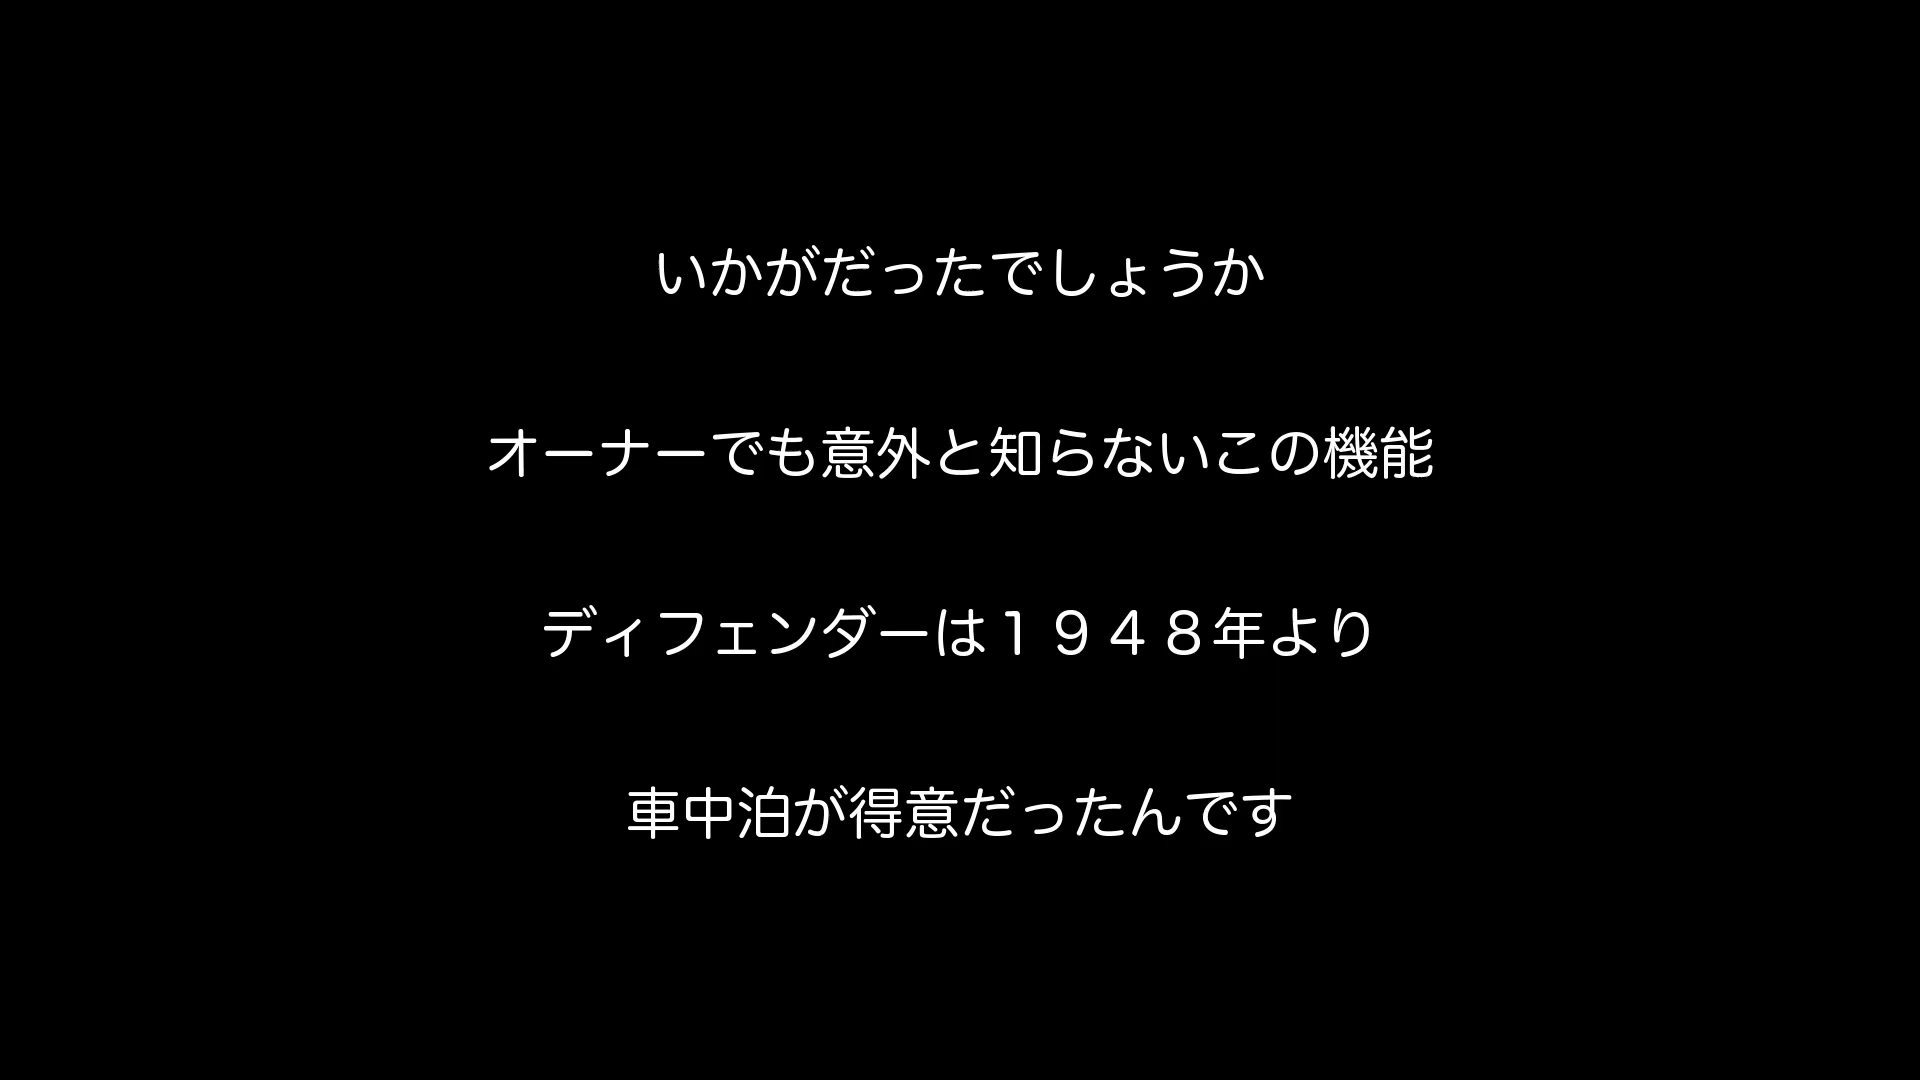 いかがだったでしょうか
オーナーでも意外と知らないこの機能
ディフェンダーは１９４８年より
車中泊が得意だったんです